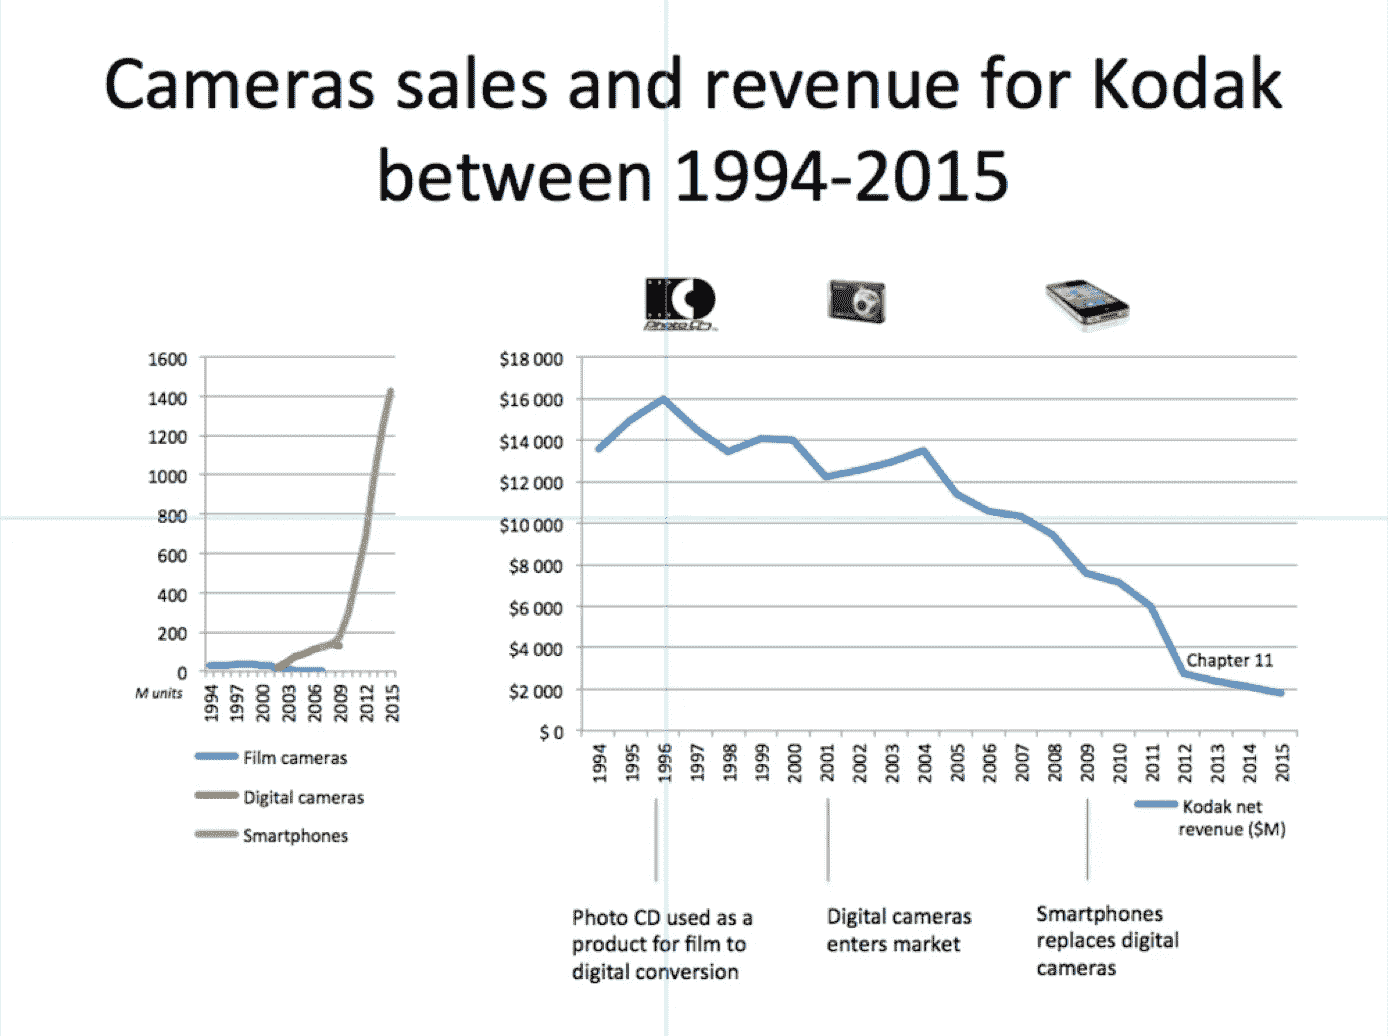 Cameras sales and revenue for Kodak
between 1994-2015
Photo CD
1600
1400
1200
1000
800
600
400
200
0
M units
1994
1997
2000
2003
2006
2009
2012
2015
Film cameras
Digital cameras
Smartphones
$18 000
$16 000
$14 000
$12 000
$10 000
$8 000
$6 000
$4 000
$2 000
$ 0
Chapter 11
1994
1995
1996
1997
1998
1999
2000
2001
2002
2003
2004
2005
2006
2007
2008
2009
2010
2011
2012
2013
2014
2015
Kodak net
revenue ($M)
Photo CD used as a
product for film to
digital conversion
Digital cameras
enters market
Smartphones
replaces digital
cameras